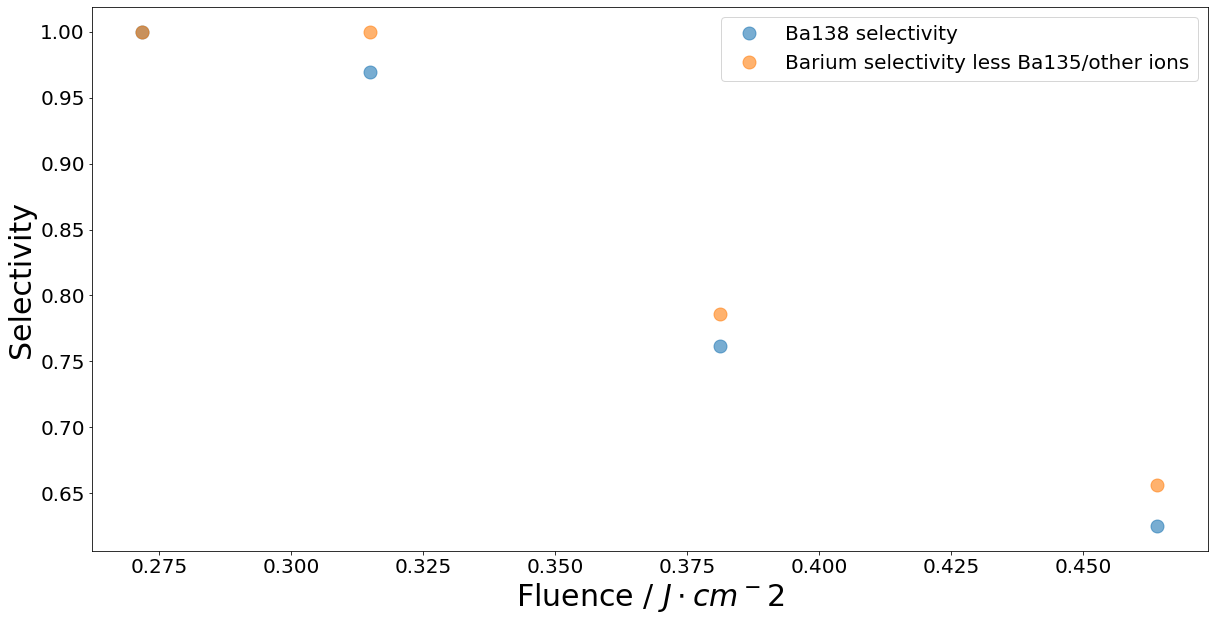 Ba138 selectivity
Barium selectivity less Ba135/other ions
1.00
0.95
0.90
0.85
0.80
0.75
0.70
0.65
Selectivity
0.275 0.300 0.325 0.350 0.375 0.400 0.425 0.450
Fluence / J · cm⁻2